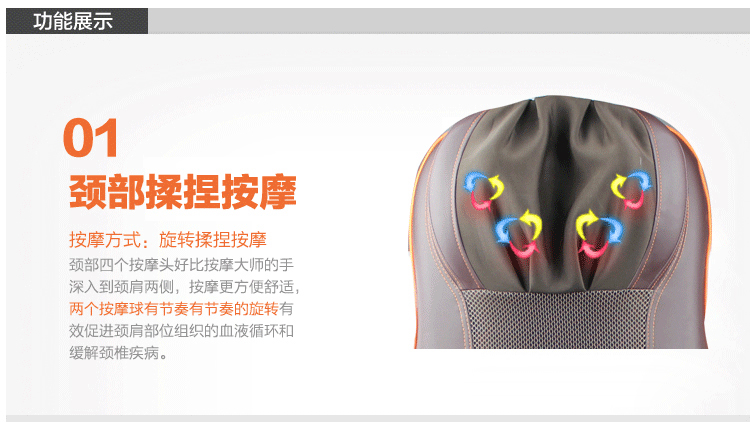 功能展示
01
颈部揉捏按摩
按摩方式：旋转揉捏按摩
颈部四个按摩头好比按摩大师的手
深入到颈肩两侧，按摩更方便舒适，
两个按摩球有节奏有节奏的旋转有
效促进颈肩部位组织的血液循环和
缓解颈椎疾病。